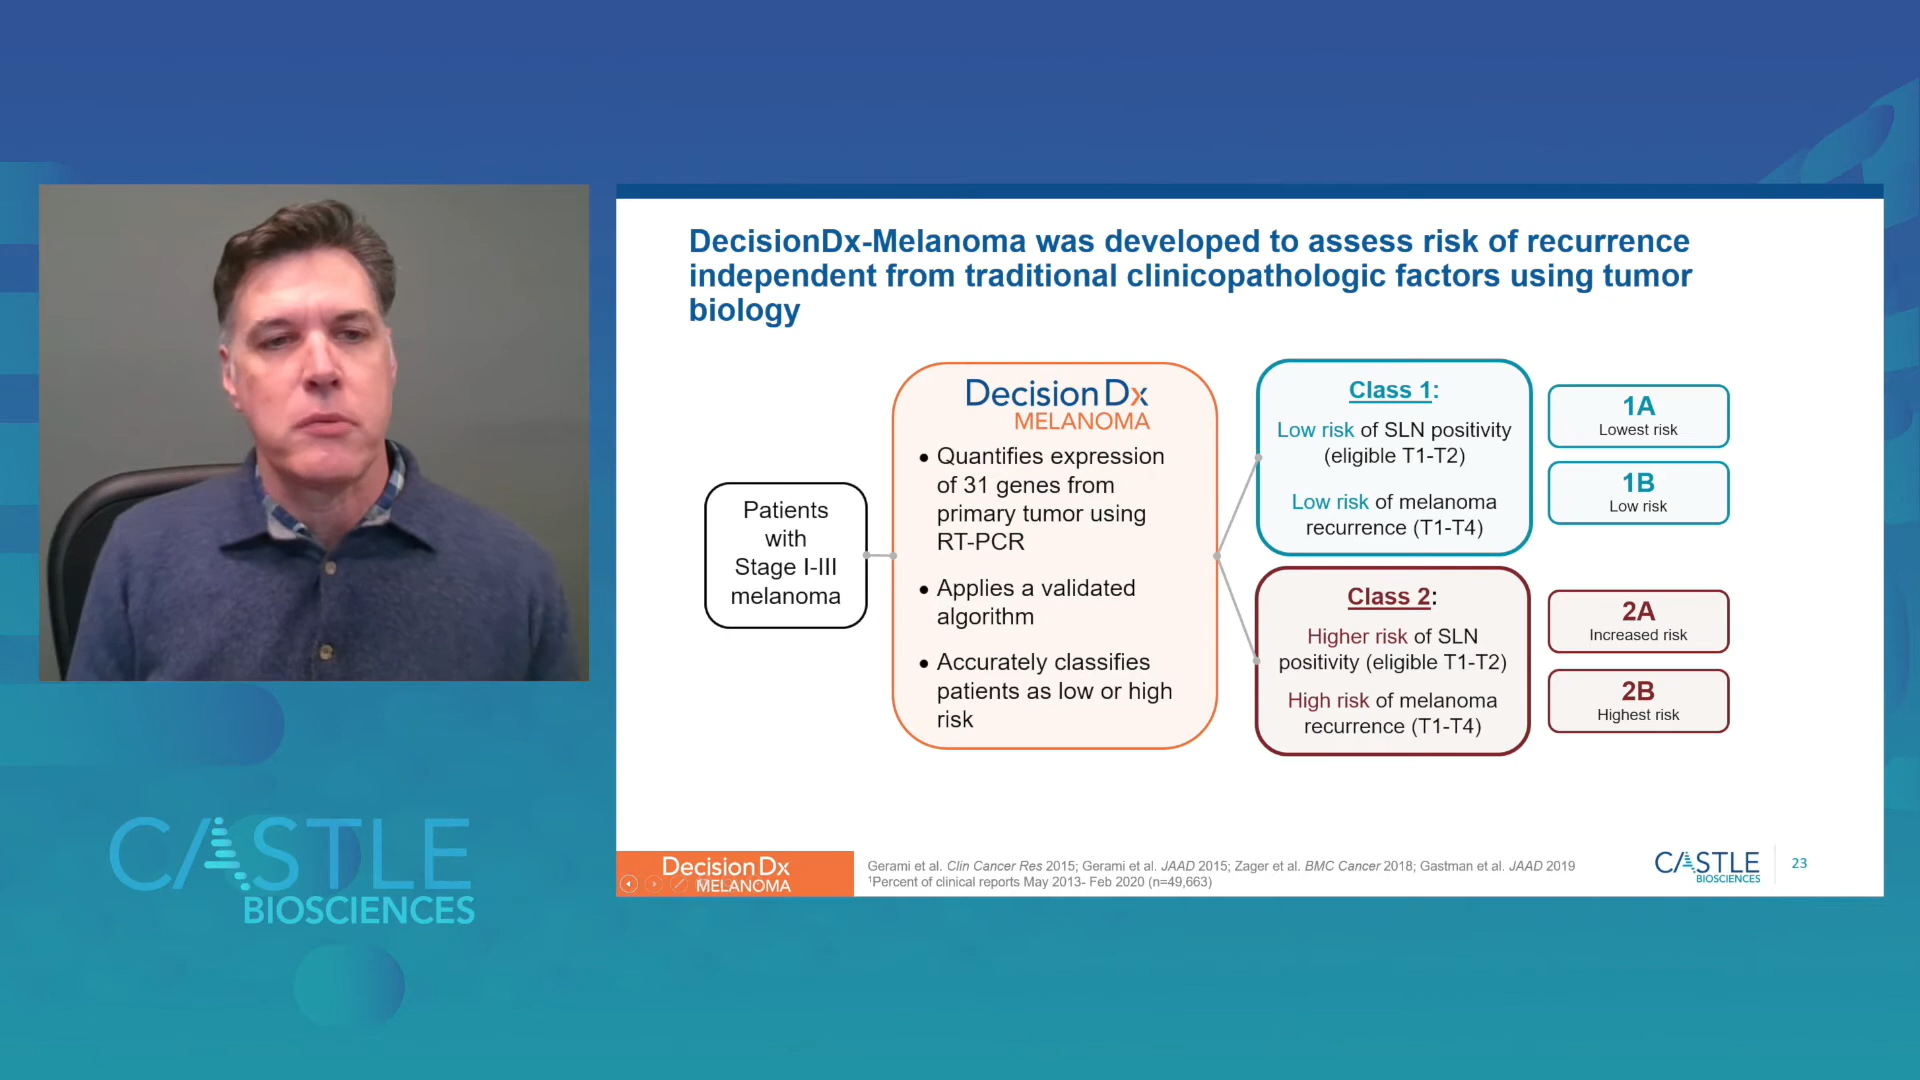 DecisionDx-Melanoma was developed to assess risk of recurrence
independent from traditional clinicopathologic factors using tumor
biology
Patients
with
Stage I-III
melanoma
DecisionDx
MELANOMA
• Quantifies expression
of 31 genes from
primary tumor using
RT-PCR
• Applies a validated
algorithm
• Accurately classifies
patients as low or high
risk
Class 1:
Low risk of SLN positivity
(eligible T1-T2)
Low risk of melanoma
recurrence (T1-T4)
1A
Lowest risk
1B
Low risk
Class 2:
Higher risk of SLN
positivity (eligible T1-T2)
High risk of melanoma
recurrence (T1-T4)
2A
Increased risk
2B
Highest risk
DecisionDx
MELANOMA
Gerami et al. Clin Cancer Res 2015; Gerami et al. JAAD 2015; Zager et al. BMC Cancer 2018; Gastman et al. JAAD 2019
¹Percent of clinical reports May 2013- Feb 2020 (n=49,663)
CASTLE
BIOSCIENCES
23
CASTLE
BIOSCIENCES